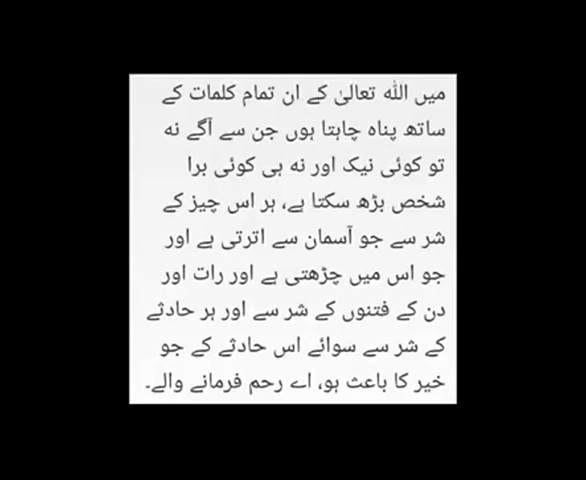 میں اللہ تعالیٰ کے ان تمام کلمات کے
ساتھ پناہ چاہتا ہوں جن سے آگے نہ
تو کوئی نیک اور نہ ہی کوئی برا
شخص بڑھ سکتا ہے، ہر اس چیز کے
شر سے جو آسمان سے اترتی ہے اور
جو اس میں چڑھتی ہے اور رات اور
دن کے فتنوں کے شر سے اور ہر حادثے
کے شر سے سوائے اس حادثے کے جو
خیر کا باعث ہو، اے رحم فرمانے والے۔